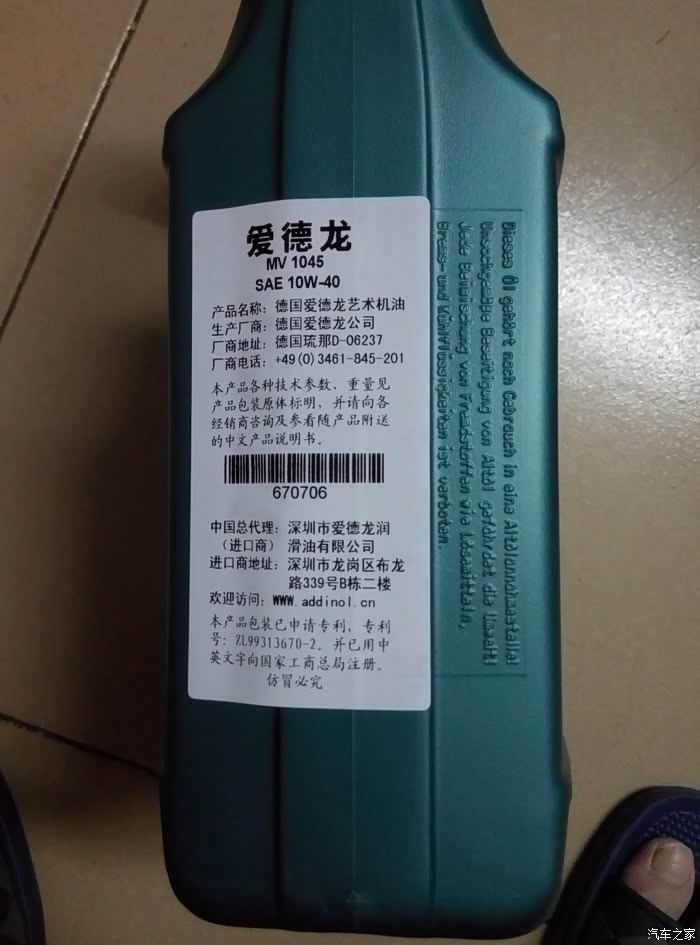 爱德龙
MV 1045
SAE 10W-40
产品名称：德国爱德龙艺术机油
生产厂商：德国爱德龙公司
厂商地址：德国琉那D-06237
厂商电话：+49(0)3461-845-201
本产品各种技术参数、重量见
产品包装原体标明，并请向各
经销商咨询及参看随产品附送
的中文产品说明书。
670706
中国总代理：深圳市爱德龙润
（进口商）滑油有限公司
进口商地址：深圳市龙岗区布龙
路339号B栋二楼
欢迎访问：www.addinol.cn
本产品包装已申请专利，专利
号：ZL99313670-2。并已用中
英文字向国家工商总局注册。
仿冒必究
Dieses Öl gehört nach Gebrauch in eine Altölannahmestelle!
Unsachgemäße Beseitigung von Altöl gefährdet die Umwelt!
Jede Beimischung von Fremdstoffen wie Lösemitteln,
Brems- und Kühlflüssigkeiten ist verboten.
汽车之家